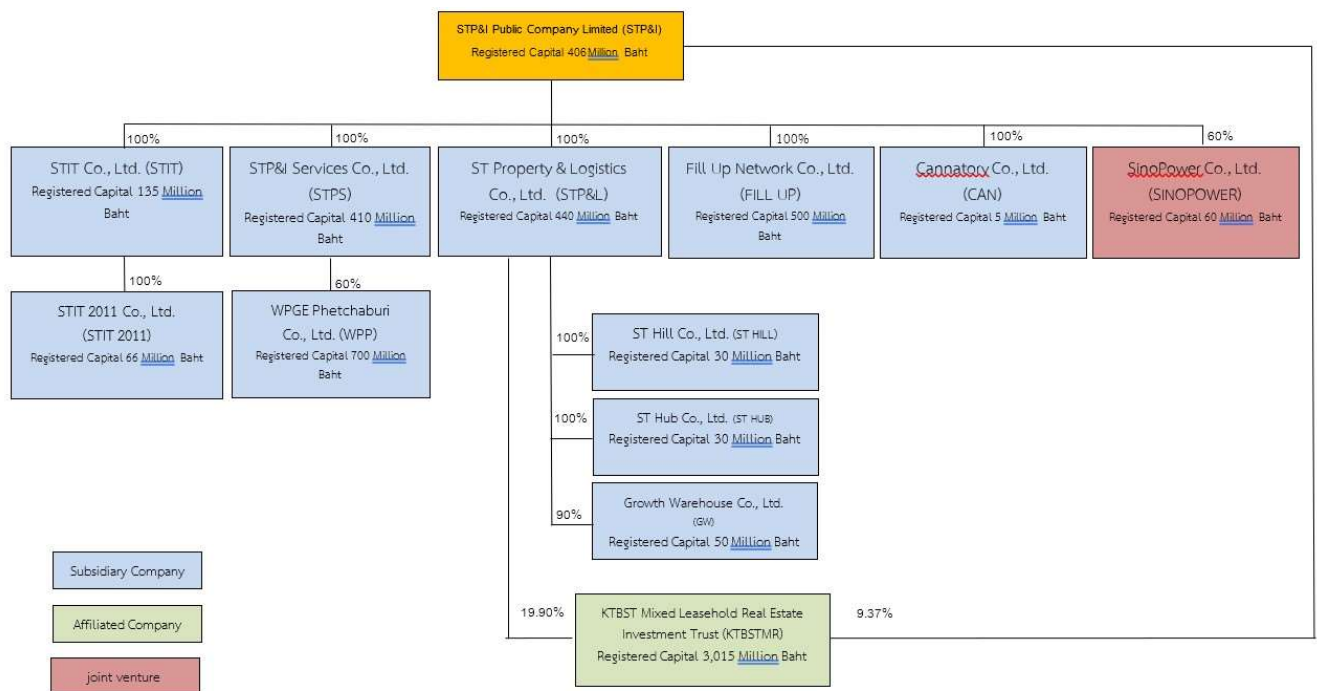 STP&I Public Company Limited (STP&I)
Registered Capital 406 Million Baht
100%
100%
100%
100%
100%
60%
STIT Co., Ltd. (STIT)
Registered Capital 135 Million
Baht
STP&I Services Co., Ltd.
(STPS)
Registered Capital 410 Million
Baht
ST Property & Logistics
Co., Ltd. (STP&L)
Registered Capital 440 Million Baht
Fill Up Network Co., Ltd.
(FILL UP)
Registered Capital 500 Million
Baht
Cannatory Co., Ltd.
(CAN)
Registered Capital 5 Million Baht
SinoPower Co., Ltd.
(SINOPOWER)
Registered Capital 60 Million Baht
100%
60%
STIT 2011 Co., Ltd.
(STIT 2011)
Registered Capital 66 Million Baht
WPGE Phetchaburi
Co., Ltd. (WPP)
Registered Capital 700 Million
Baht
100%
ST Hill Co., Ltd. (ST HILL)
Registered Capital 30 Million Baht
100%
ST Hub Co., Ltd. (ST HUB)
Registered Capital 30 Million Baht
90%
Growth Warehouse Co., Ltd.
(GW)
Registered Capital 50 Million Baht
Subsidiary Company
Affiliated Company
joint venture
19.90%
KTBST Mixed Leasehold Real Estate
Investment Trust (KTBSTMR)
Registered Capital 3,015 Million Baht
9.37%